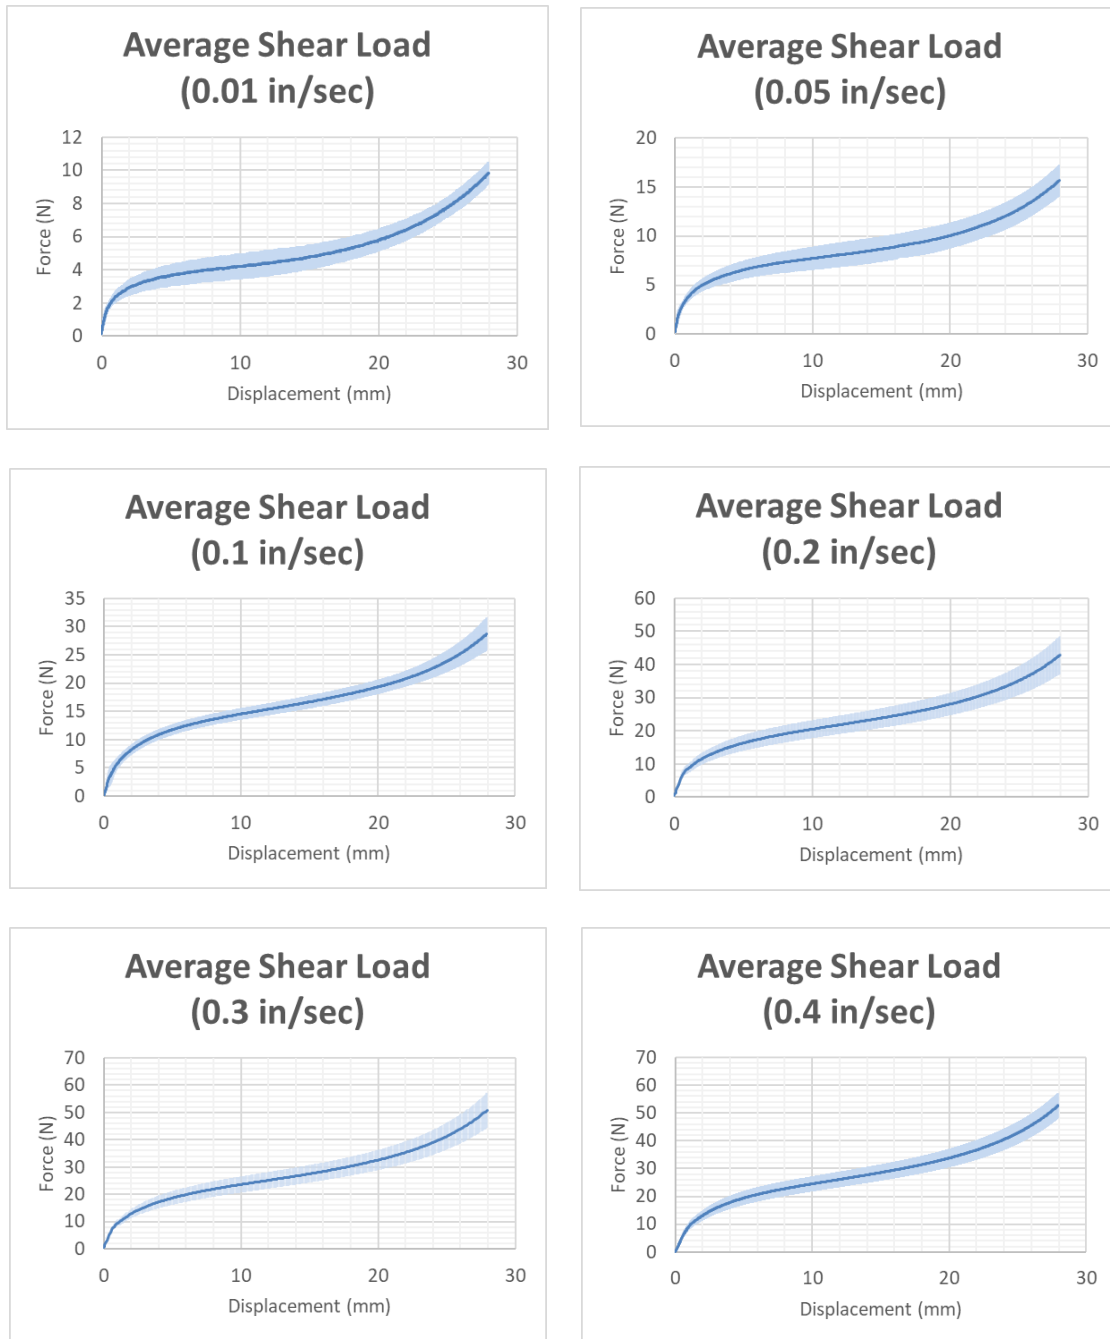 Average Shear Load
(0.01 in/sec)
12
10
8
6
4
2
0
Force (N)
0 10 20 30
Displacement (mm)
Average Shear Load
(0.05 in/sec)
20
15
10
5
0
Force (N)
0 10 20 30
Displacement (mm)
Average Shear Load
(0.1 in/sec)
35
30
25
20
15
10
5
0
Force (N)
0 10 20 30
Displacement (mm)
Average Shear Load
(0.2 in/sec)
60
50
40
30
20
10
0
Force (N)
0 10 20 30
Displacement (mm)
Average Shear Load
(0.3 in/sec)
70
60
50
40
30
20
10
0
Force (N)
0 10 20 30
Displacement (mm)
Average Shear Load
(0.4 in/sec)
70
60
50
40
30
20
10
0
Force (N)
0 10 20 30
Displacement (mm)